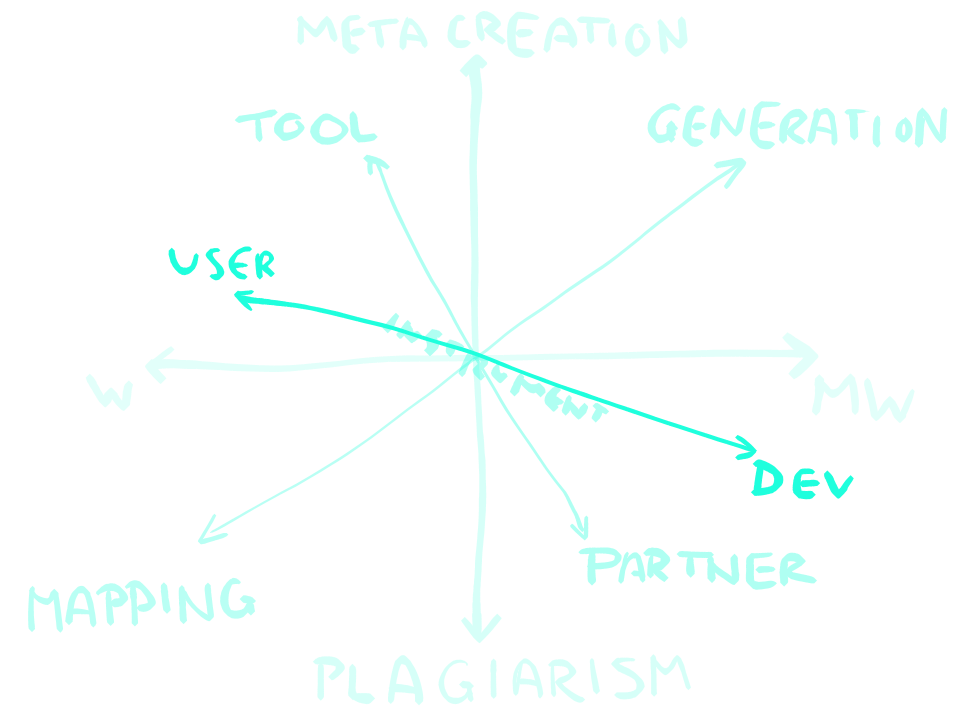 META CREATION
TOOL
GENERATION
USER
INSTRUMENT
W
MW
DEV
PARTNER
MAPPING
PLAGIARISM